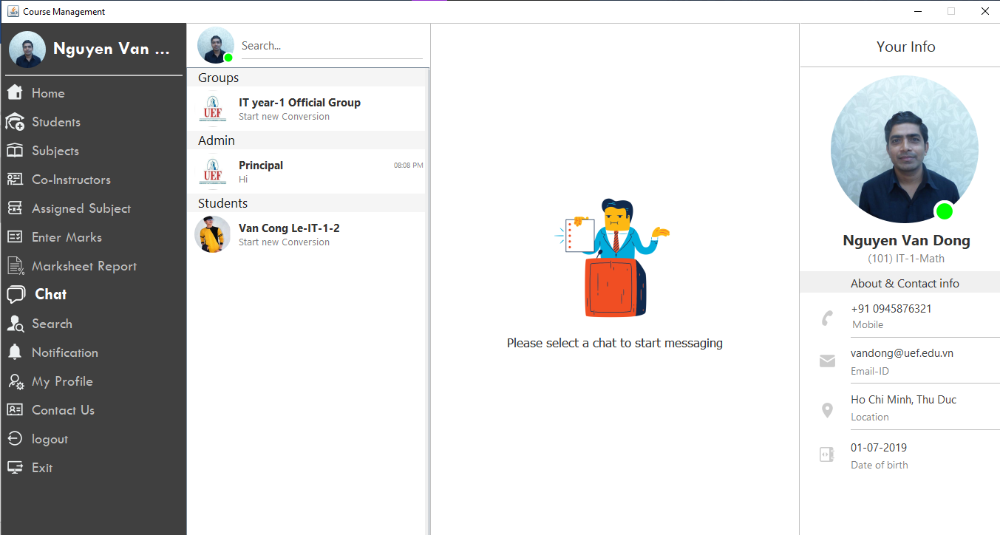 Course Management
Nguyen Van ...
Home
Students
Subjects
Co-Instructors
Assigned Subject
Enter Marks
Marksheet Report
Chat
Search
Notification
My Profile
Contact Us
logout
Exit
Search...
Groups
UEF
IT year-1 Official Group
Start new Conversion
Admin
UEF
Principal
08:08 PM
Hi
Students
Van Cong Le-IT-1-2
Start new Conversion
Please select a chat to start messaging
Your Info
Nguyen Van Dong
(101) IT-1-Math
About & Contact info
+91 0945876321
Mobile
vandong@uef.edu.vn
Email-ID
Ho Chi Minh, Thu Duc
Location
01-07-2019
Date of birth